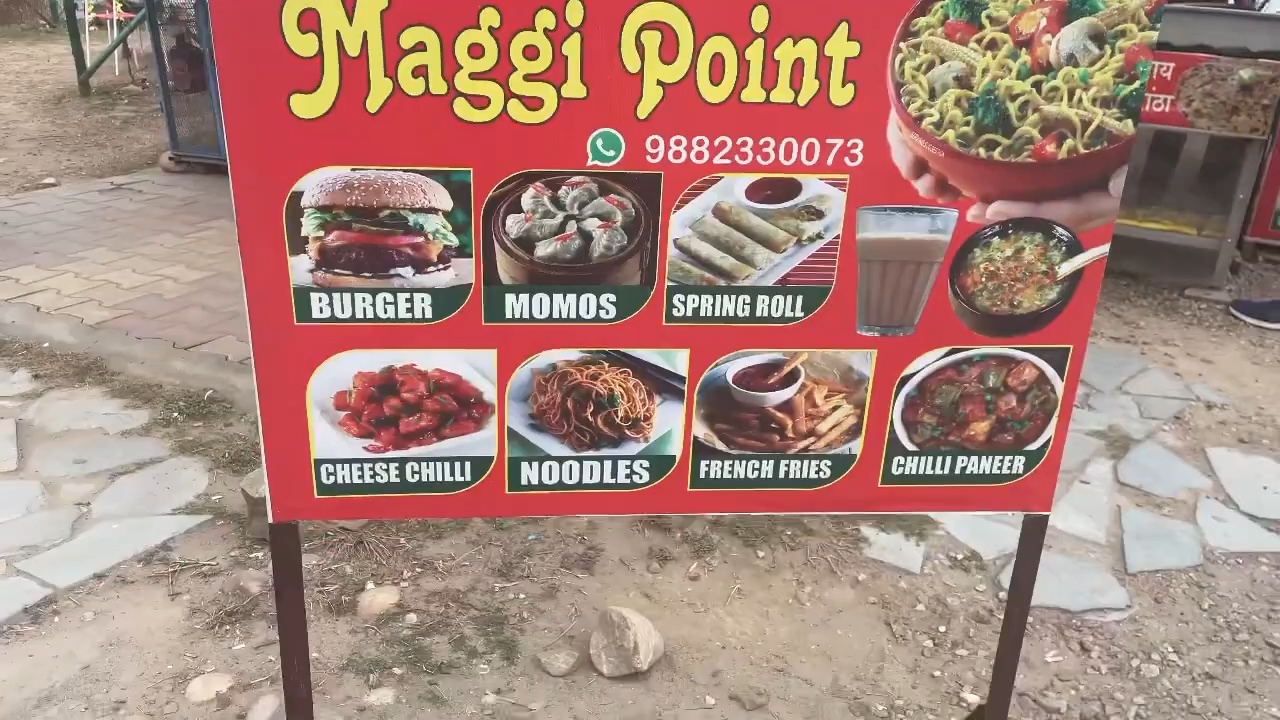 Maggi Point
9882330073
BURGER
MOMOS
SPRING ROLL
CHEESE CHILLI
NOODLES
FRENCH FRIES
CHILLI PANEER